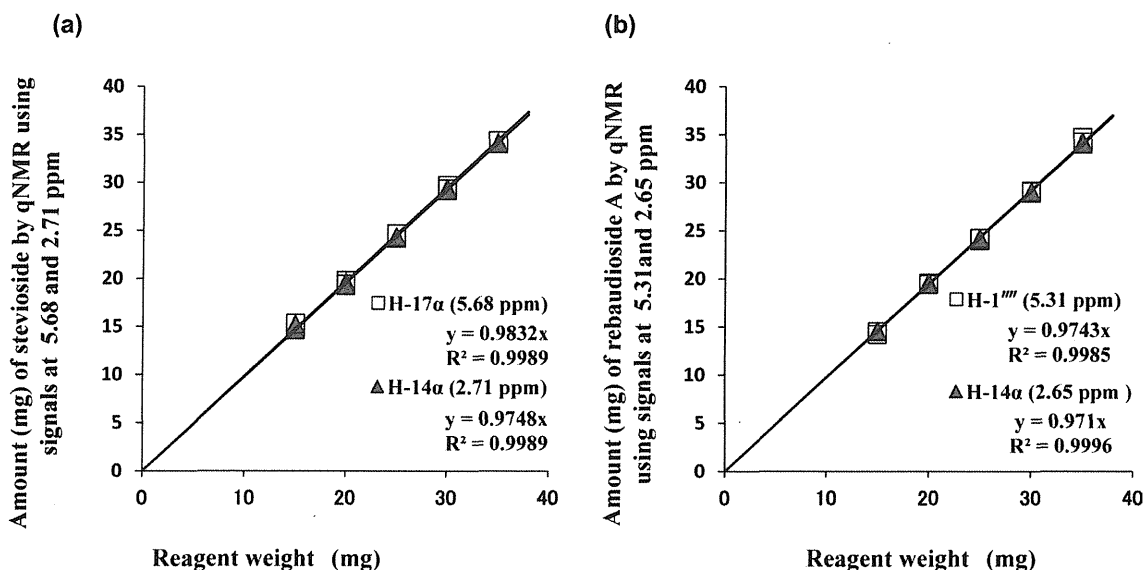 (a)
Amount (mg) of stevioside by qNMR using
signals at 5.68 and 2.71 ppm
40
35
30
25
20
15
10
5
0
0
10
20
30
40
□H-17α (5.68 ppm)
y = 0.9832x
R² = 0.9989
▲H-14α (2.71 ppm)
y = 0.9748x
R² = 0.9989
Reagent weight (mg)
(b)
Amount (mg) of rebaudioside A by qNMR
using signals at 5.31and 2.65 ppm
40
35
30
25
20
15
10
5
0
0
10
20
30
40
□H-1'''' (5.31 ppm)
y = 0.9743x
R² = 0.9985
▲H-14α (2.65 ppm )
y = 0.971x
R² = 0.9996
Reagent weight (mg)